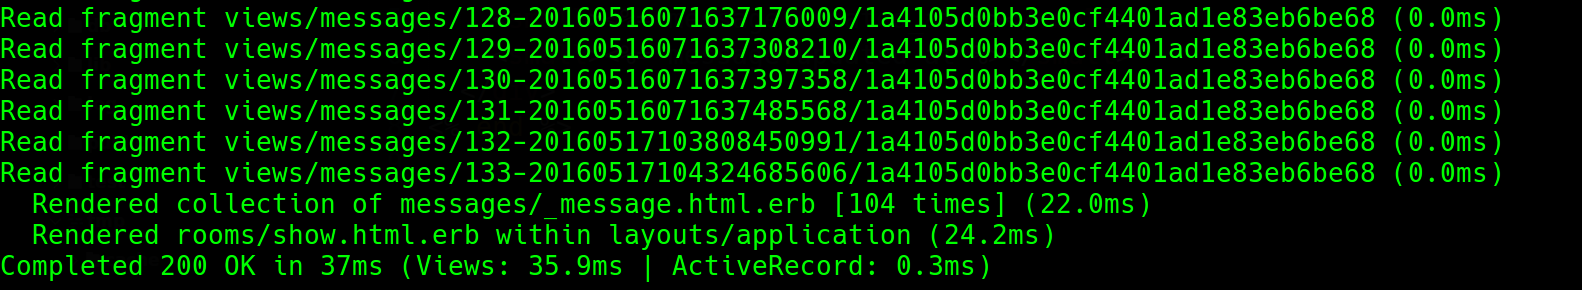 Read fragment views/messages/128-20160516071637176009/1a4105d0bb3e0cf4401ad1e83eb6be68 (0.0ms)
Read fragment views/messages/129-20160516071637308210/1a4105d0bb3e0cf4401ad1e83eb6be68 (0.0ms)
Read fragment views/messages/130-20160516071637397358/1a4105d0bb3e0cf4401ad1e83eb6be68 (0.0ms)
Read fragment views/messages/131-20160516071637485568/1a4105d0bb3e0cf4401ad1e83eb6be68 (0.0ms)
Read fragment views/messages/132-20160517103808450991/1a4105d0bb3e0cf4401ad1e83eb6be68 (0.0ms)
Read fragment views/messages/133-20160517104324685606/1a4105d0bb3e0cf4401ad1e83eb6be68 (0.0ms)
  Rendered collection of messages/_message.html.erb [104 times] (22.0ms)
  Rendered rooms/show.html.erb within layouts/application (24.2ms)
Completed 200 OK in 37ms (Views: 35.9ms | ActiveRecord: 0.3ms)